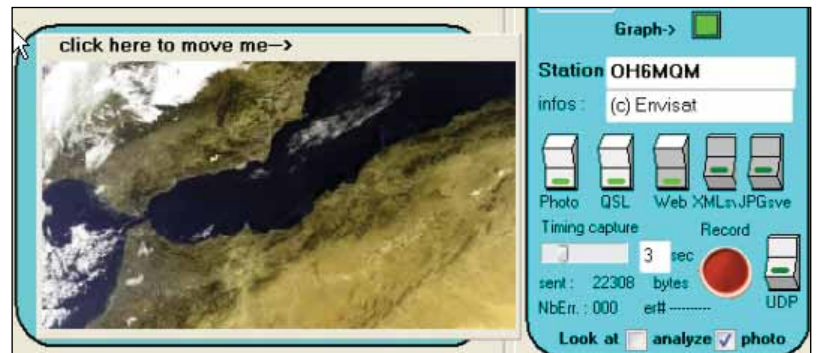 click here to move me—>
Graph->
Station OH6MQM
infos : (c) Envisat
Photo QSL Web XMLsv JPGsve
Timing capture Record
3 sec
sent : 22308 bytes
UDP
NbErr. : 000 er# ----------
Look at analyze photo